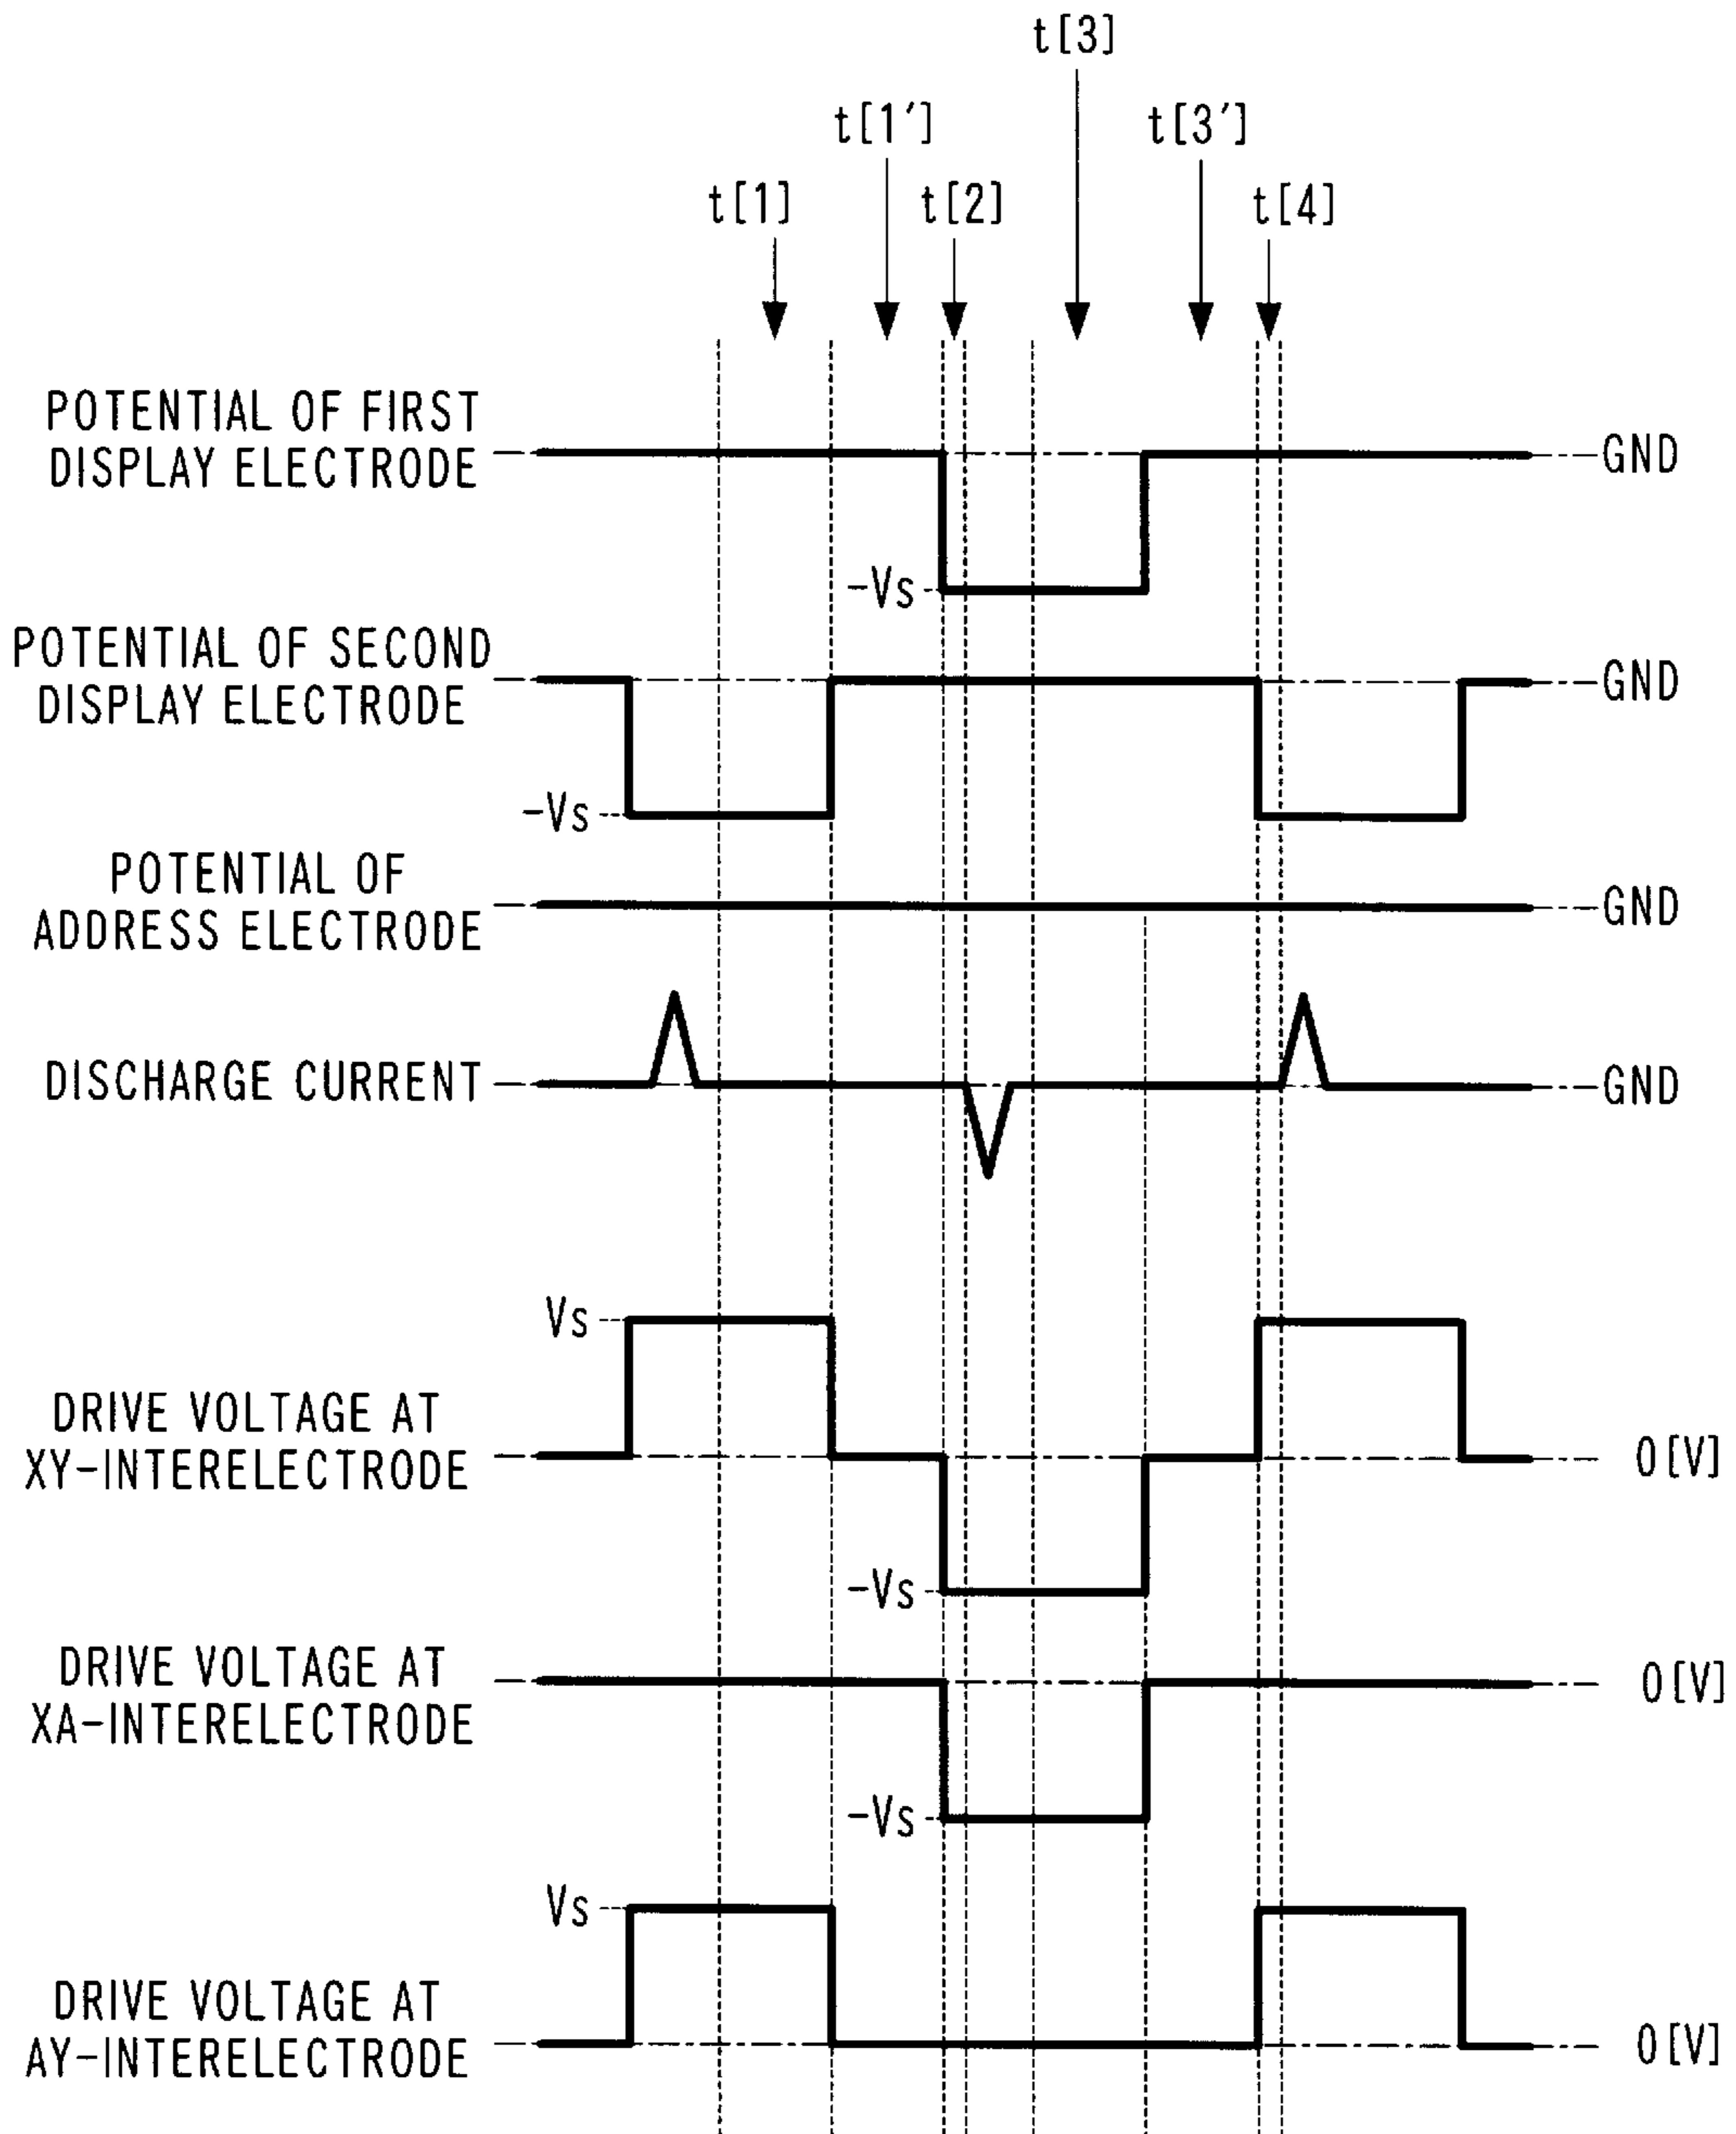 t[3]
t[1′]
t[3′]
t[1]
t[2]
t[4]
POTENTIAL OF FIRST
DISPLAY ELECTRODE
GND
-Vs
POTENTIAL OF SECOND
DISPLAY ELECTRODE
GND
-Vs
POTENTIAL OF
ADDRESS ELECTRODE
GND
DISCHARGE CURRENT
GND
Vs
DRIVE VOLTAGE AT
XY-INTERELECTRODE
0[V]
-Vs
DRIVE VOLTAGE AT
XA-INTERELECTRODE
0[V]
-Vs
Vs
DRIVE VOLTAGE AT
AY-INTERELECTRODE
0[V]